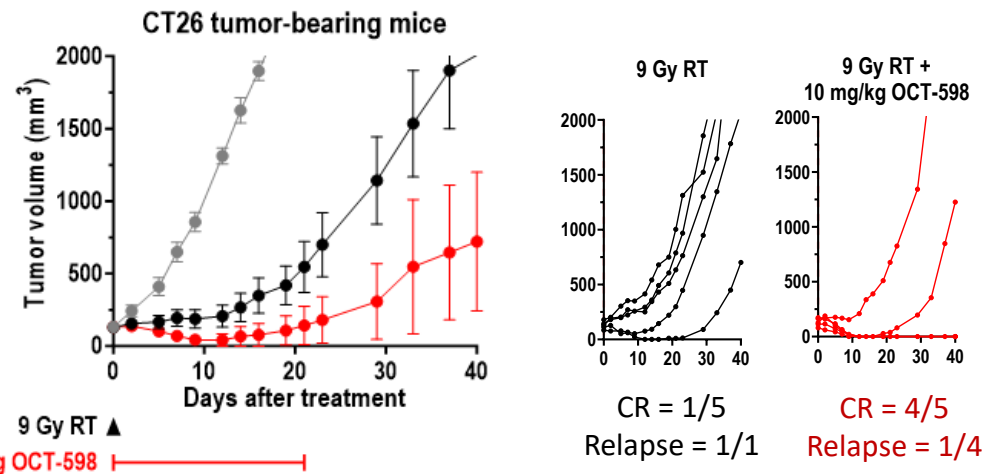 CT26 tumor-bearing mice
Tumor volume (mm³)
2000
1500
1000
500
0
0 10 20 30 40
Days after treatment
9 Gy RT ▲
g OCT-598
9 Gy RT
2000
1500
1000
500
0
0 10 20 30 40
CR = 1/5
Relapse = 1/1
9 Gy RT +
10 mg/kg OCT-598
2000
1500
1000
500
0
0 10 20 30 40
CR = 4/5
Relapse = 1/4